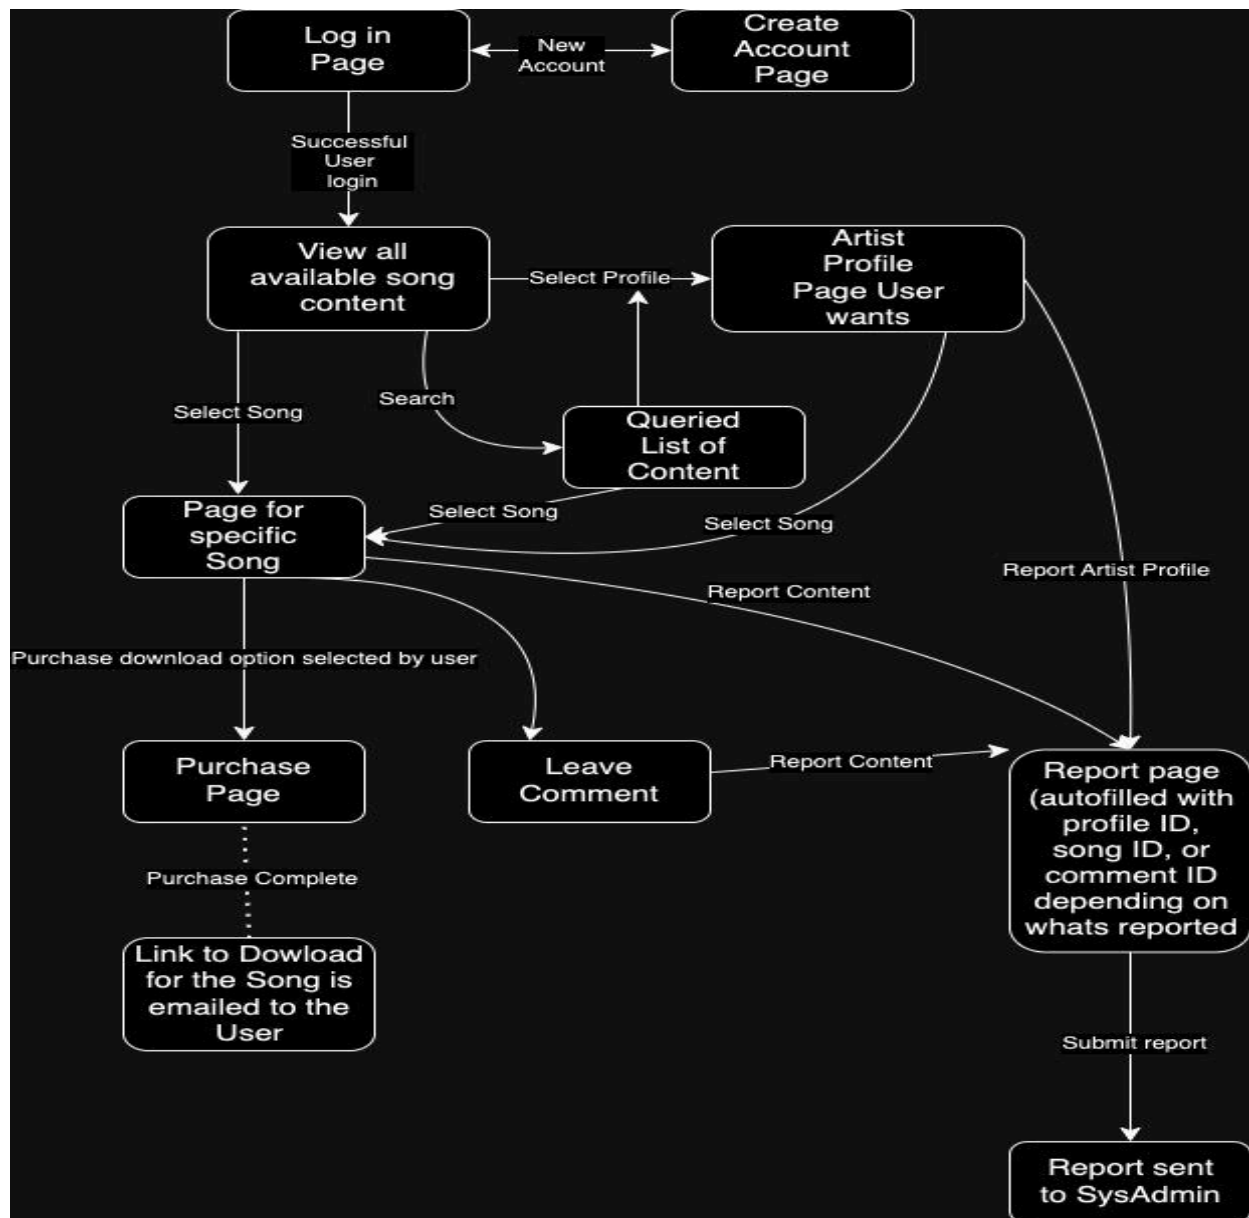 Log in
Page
New
Account
Create
Account
Page
Successful
User
login
View all
available song
content
Select Profile
Artist
Profile
Page User
wants
Select Song
Search
Queried
List of
Content
Page for
specific
Song
Select Song
Select Song
Report Artist Profile
Report Content
Purchase download option selected by user
Purchase
Page
Leave
Comment
Report Content
Report page
(autofilled with
profile ID,
song ID, or
comment ID
depending on
whats reported
Purchase Complete
Link to Dowload
for the Song is
emailed to the
User
Submit report
Report sent
to SysAdmin